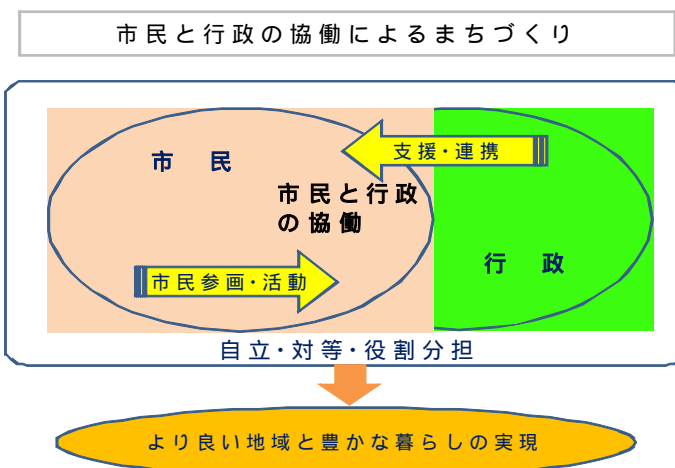 市民と行政の協働によるまちづくり
支援・連携
市民
市民と行政
の協働
行政
市民参画・活動
自立・対等・役割分担
より良い地域と豊かな暮らしの実現